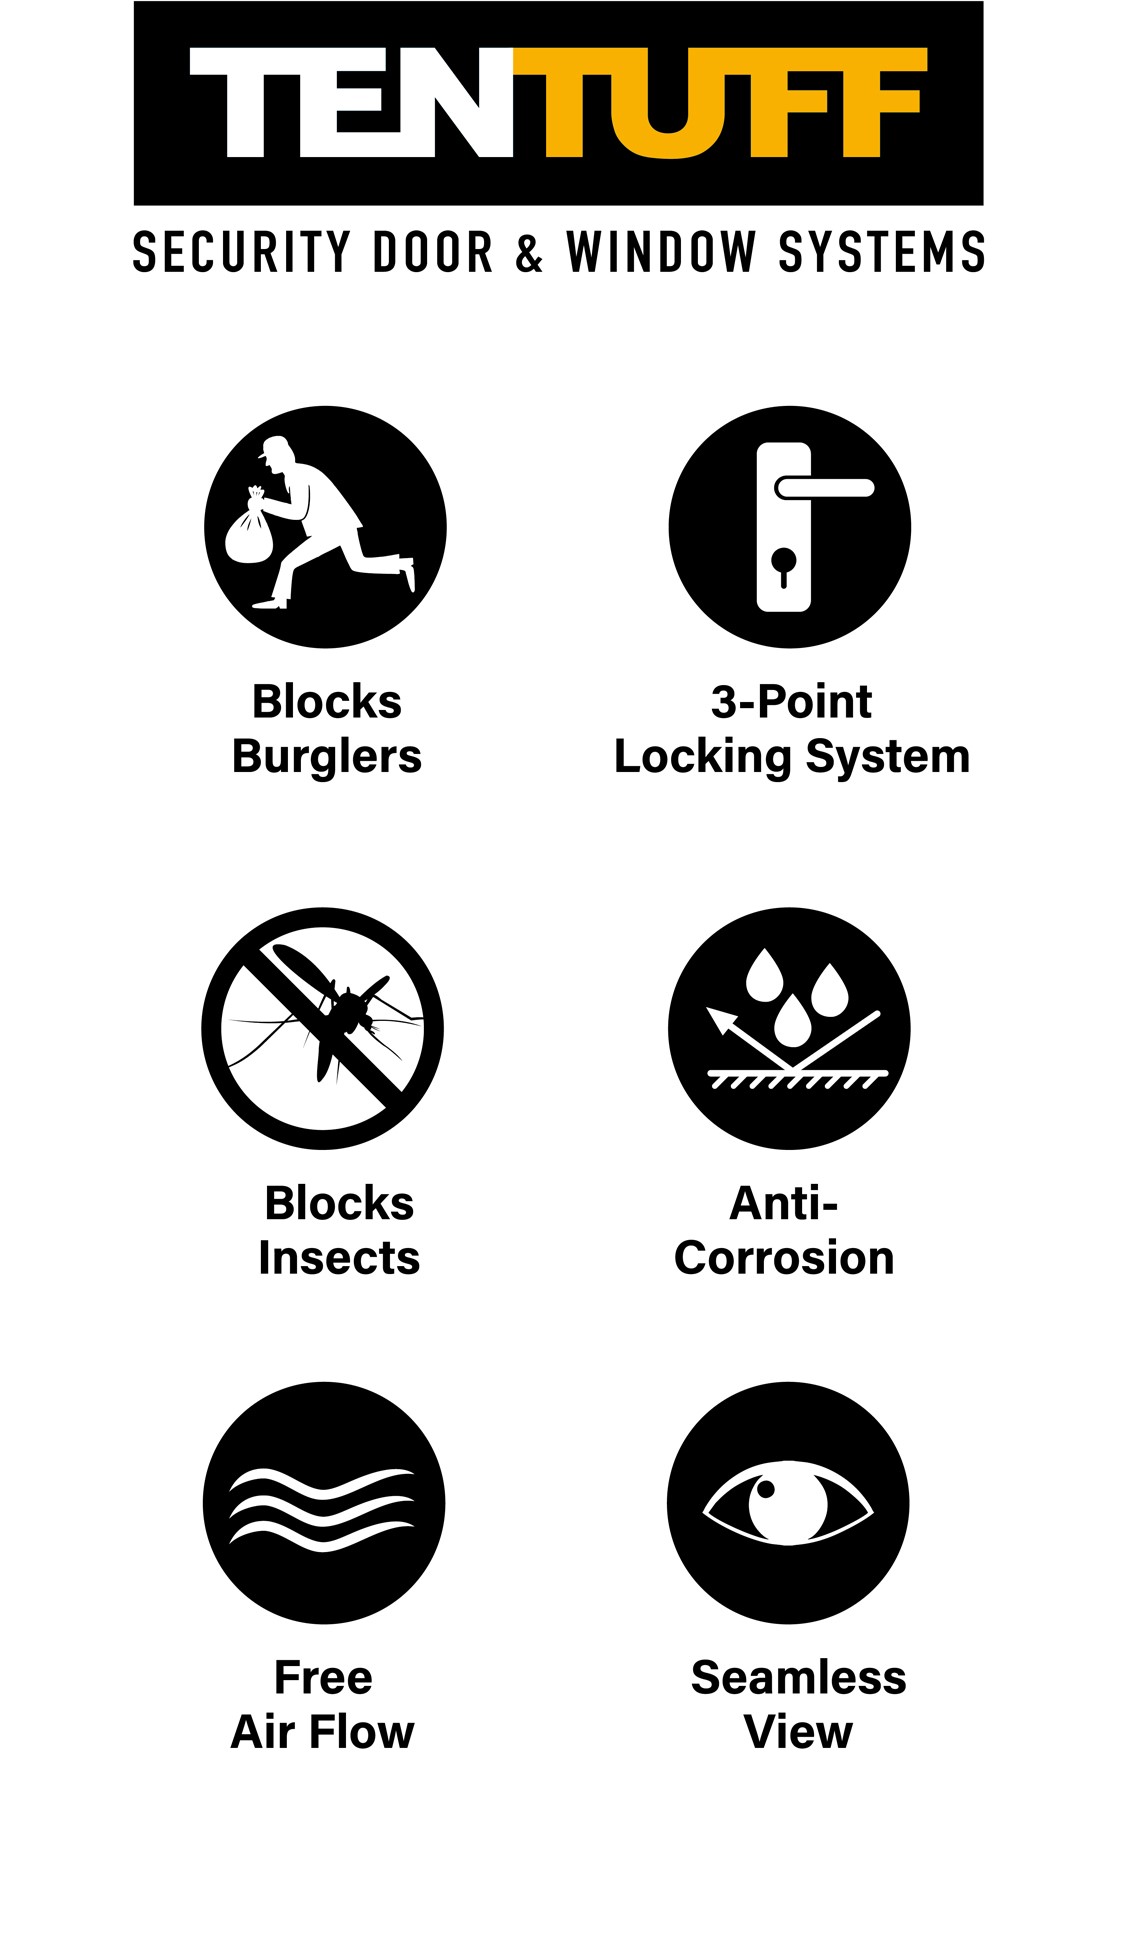 TENTUFF
SECURITY DOOR & WINDOW SYSTEMS
Blocks
Burglers
3-Point
Locking System
Blocks
Insects
Anti-
Corrosion
Free
Air Flow
Seamless
View